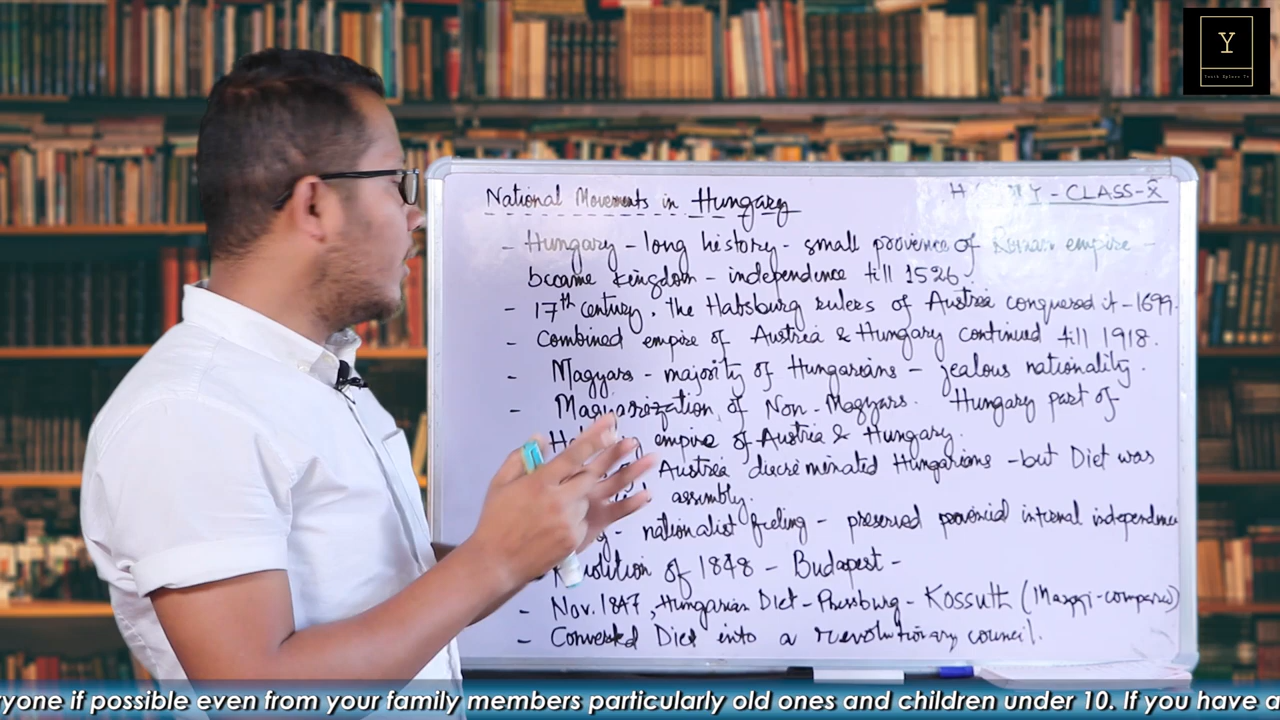 Y
National Movements in Hungary
- CLASS-X
- Hungary - long history - small provence of Roman empire -
became kingdom - independence till 1526
- 17th century, the Habsburg rulers of Austria conquered it - 1699.
- Combined empire of Austria & Hungary continued till 1918.
- Magyars - majority of Hungarians - jealous nationality.
- Magyarization of Non-Magyars. Hungary part of
empire of Austria & Hungary.
Austria discriminated Hungarians - but Diet was
assembly.
- nationalist feeling - preserved provincial internal independence
of 1848 - Budapest -
- Nov. 1847, Hungarian Diet - Pressburg - Kossuth
- Converted Diet into a revolutionary council.
ryone if possible even from your family members particularly old ones and children under 10. If you have a